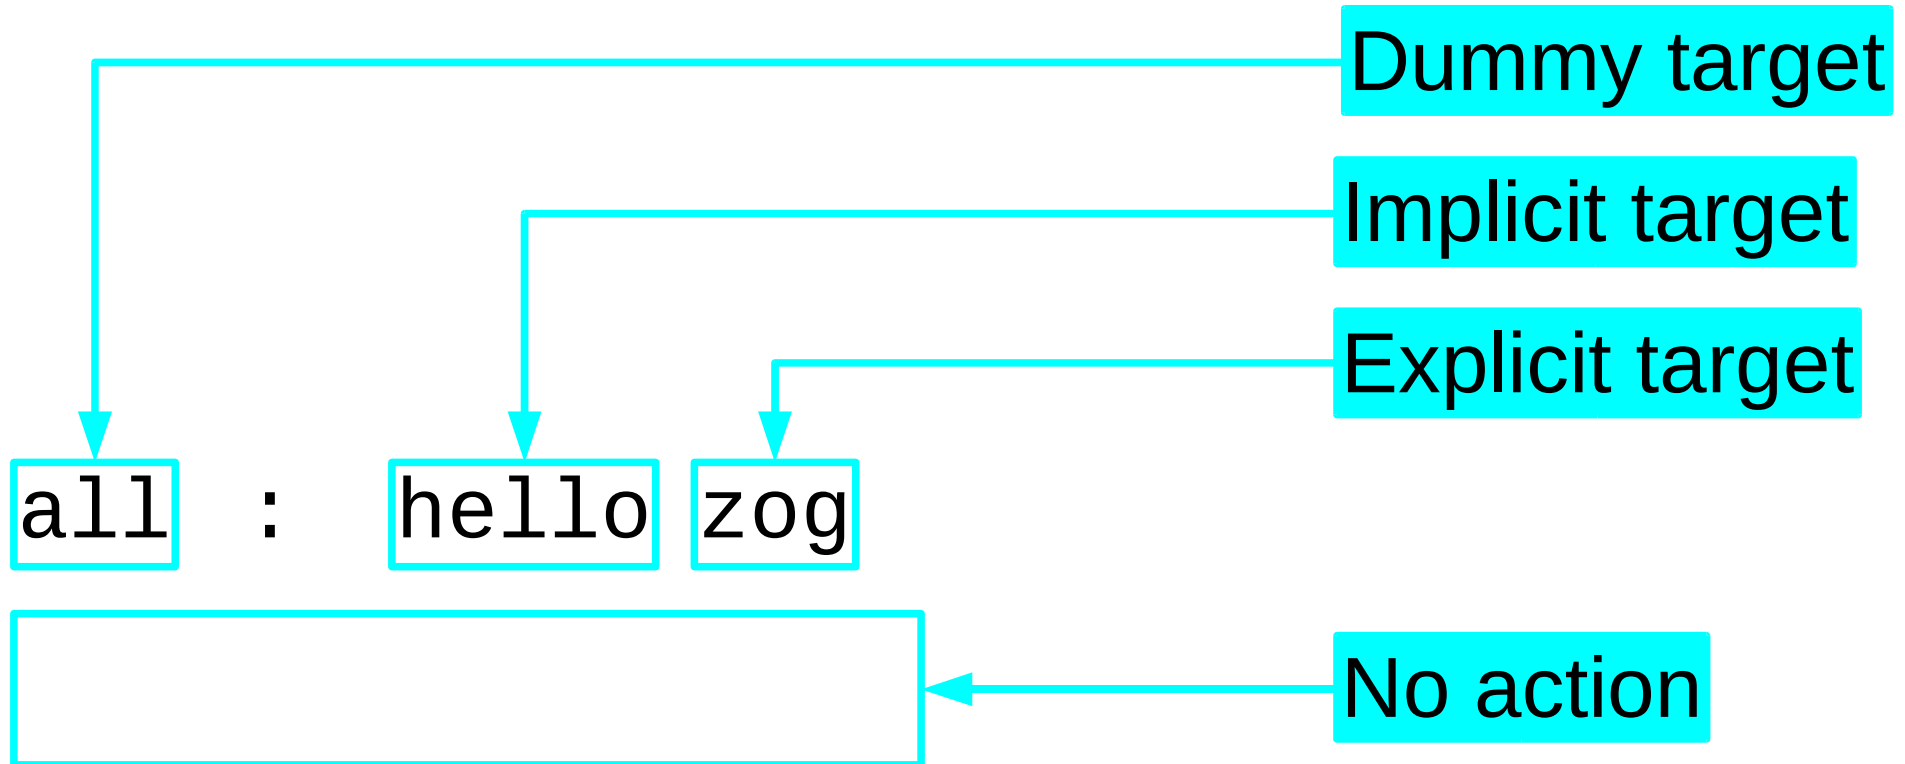 Dummy target
Implicit target
Explicit target
all : hello zog
No action